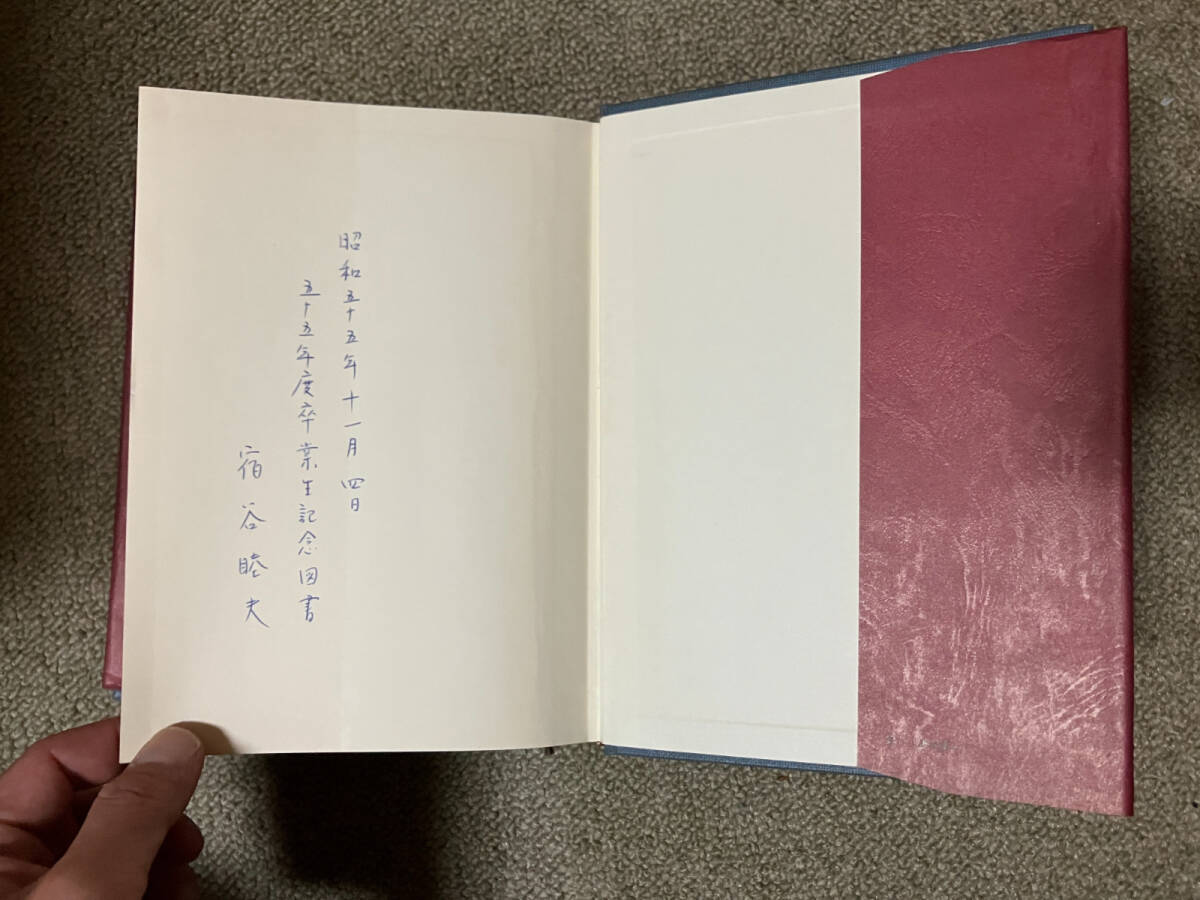 昭和五十五年十一月四日
五十五年度卒業生記念図書
宿谷睦夫